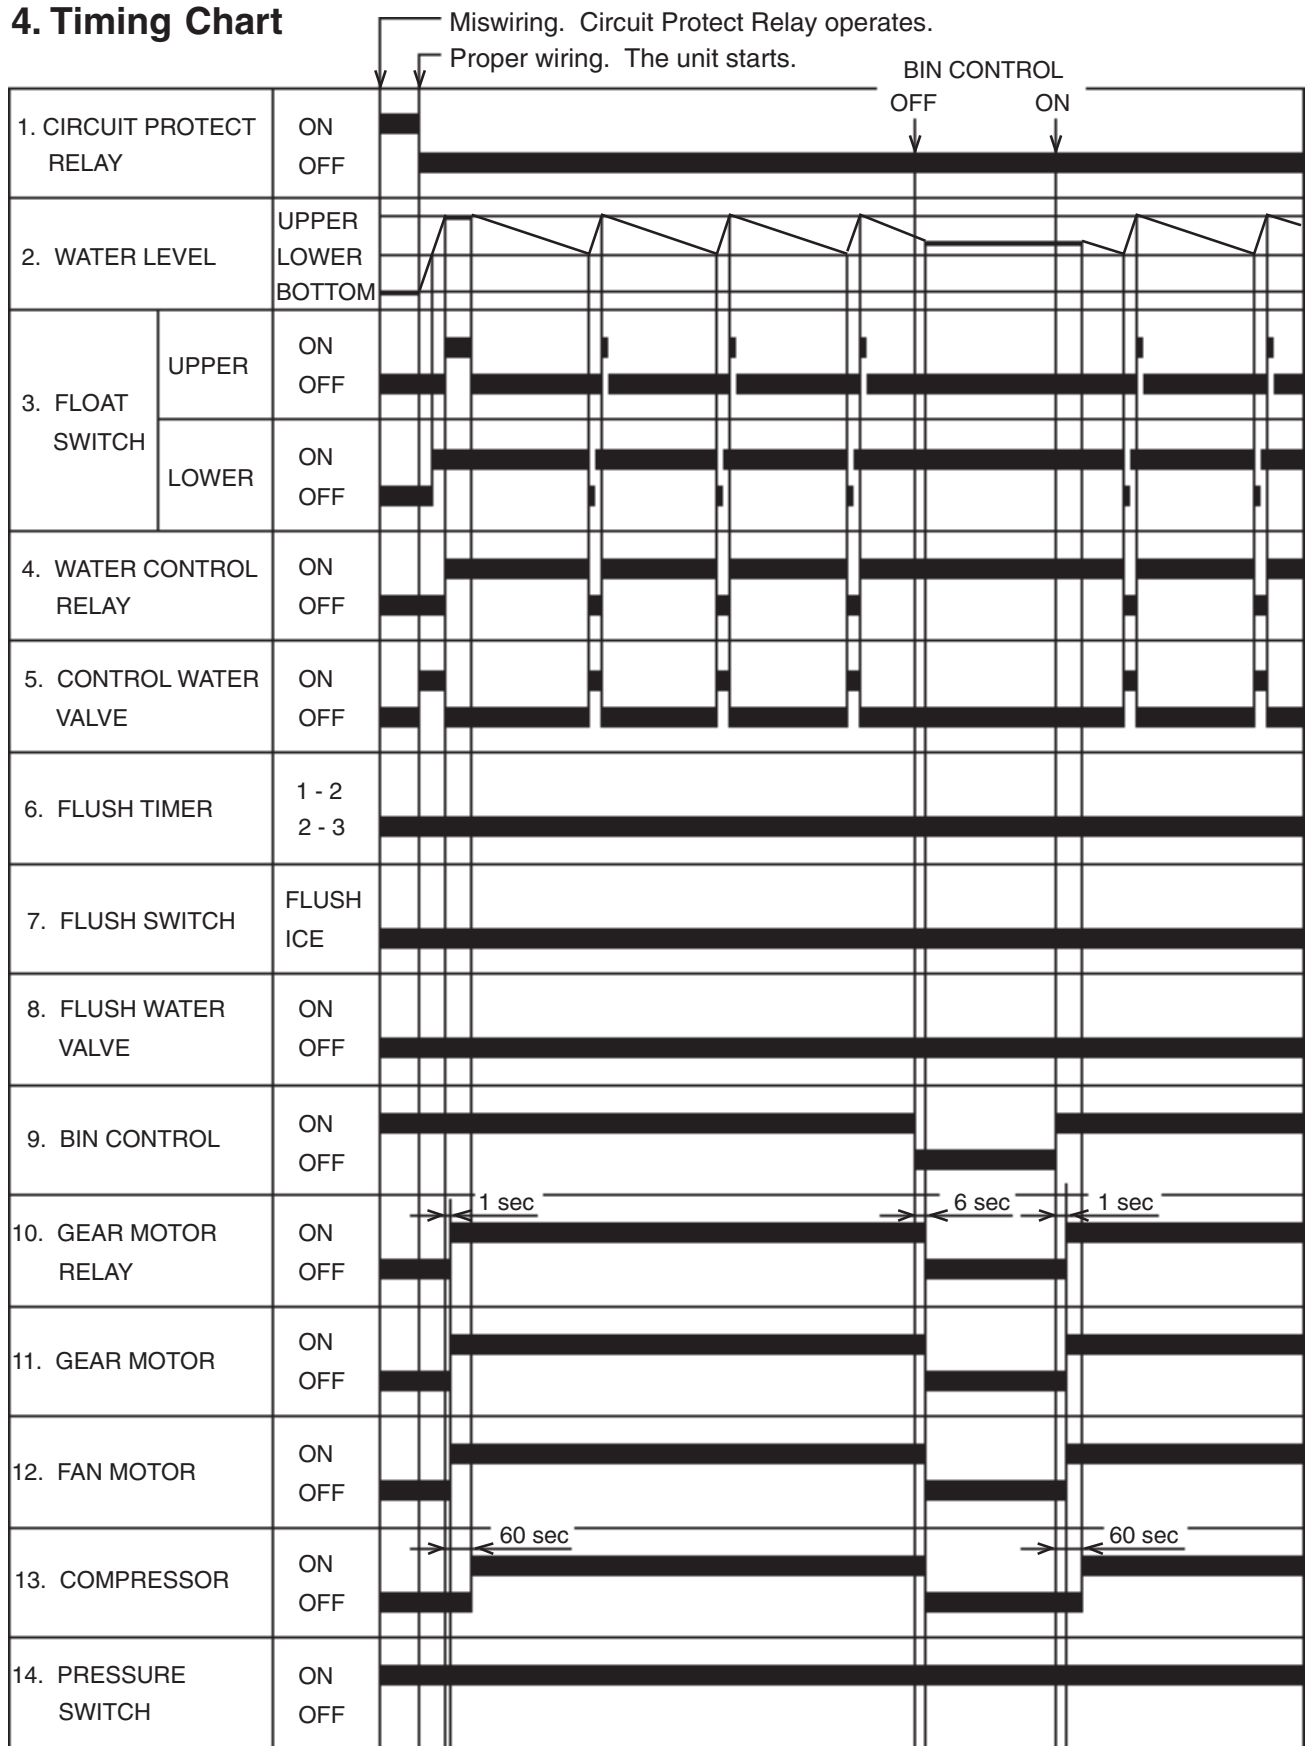 4. Timing Chart
Miswiring. Circuit Protect Relay operates.
Proper wiring. The unit starts.
BIN CONTROL
OFF ON
1. CIRCUIT PROTECT
RELAY
ON
OFF
2. WATER LEVEL
UPPER
LOWER
BOTTOM
3. FLOAT
SWITCH
UPPER
ON
OFF
LOWER
ON
OFF
4. WATER CONTROL
RELAY
ON
OFF
5. CONTROL WATER
VALVE
ON
OFF
6. FLUSH TIMER
1 - 2
2 - 3
7. FLUSH SWITCH
FLUSH
ICE
8. FLUSH WATER
VALVE
ON
OFF
9. BIN CONTROL
ON
OFF
10. GEAR MOTOR
RELAY
ON
OFF
1 sec 6 sec 1 sec
11. GEAR MOTOR
ON
OFF
12. FAN MOTOR
ON
OFF
13. COMPRESSOR
ON
OFF
60 sec 60 sec
14. PRESSURE
SWITCH
ON
OFF